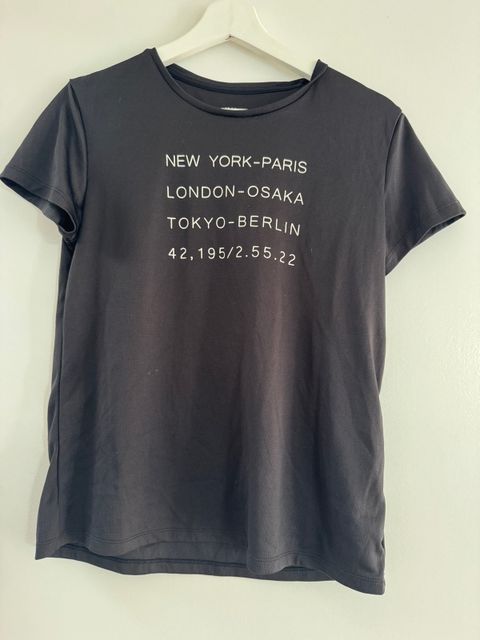 NEW YORK-PARIS
LONDON-OSAKA
TOKYO-BERLIN
42,195/2.55.22